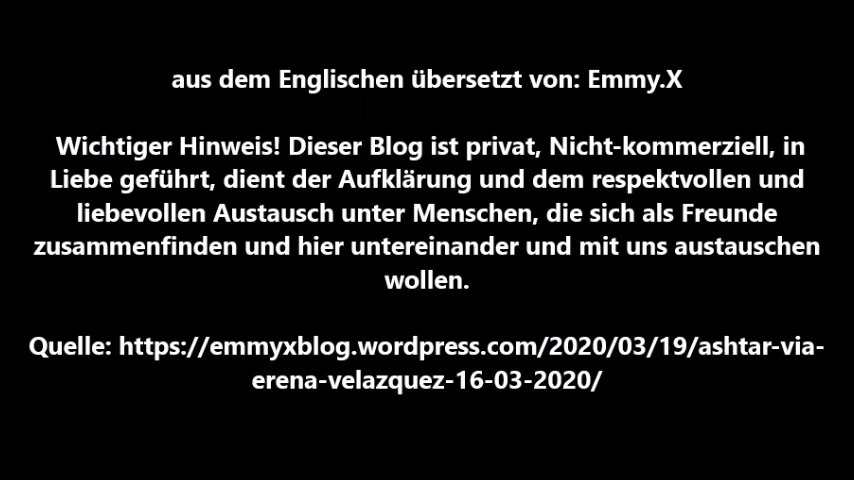 aus dem Englischen übersetzt von: Emmy.X
Wichtiger Hinweis! Dieser Blog ist privat, Nicht-kommerziell, in
Liebe geführt, dient der Aufklärung und dem respektvollen und
liebevollen Austausch unter Menschen, die sich als Freunde
zusammenfinden und hier untereinander und mit uns austauschen
wollen.
Quelle: https://emmyxblog.wordpress.com/2020/03/19/ashtar-via-
erena-velazquez-16-03-2020/